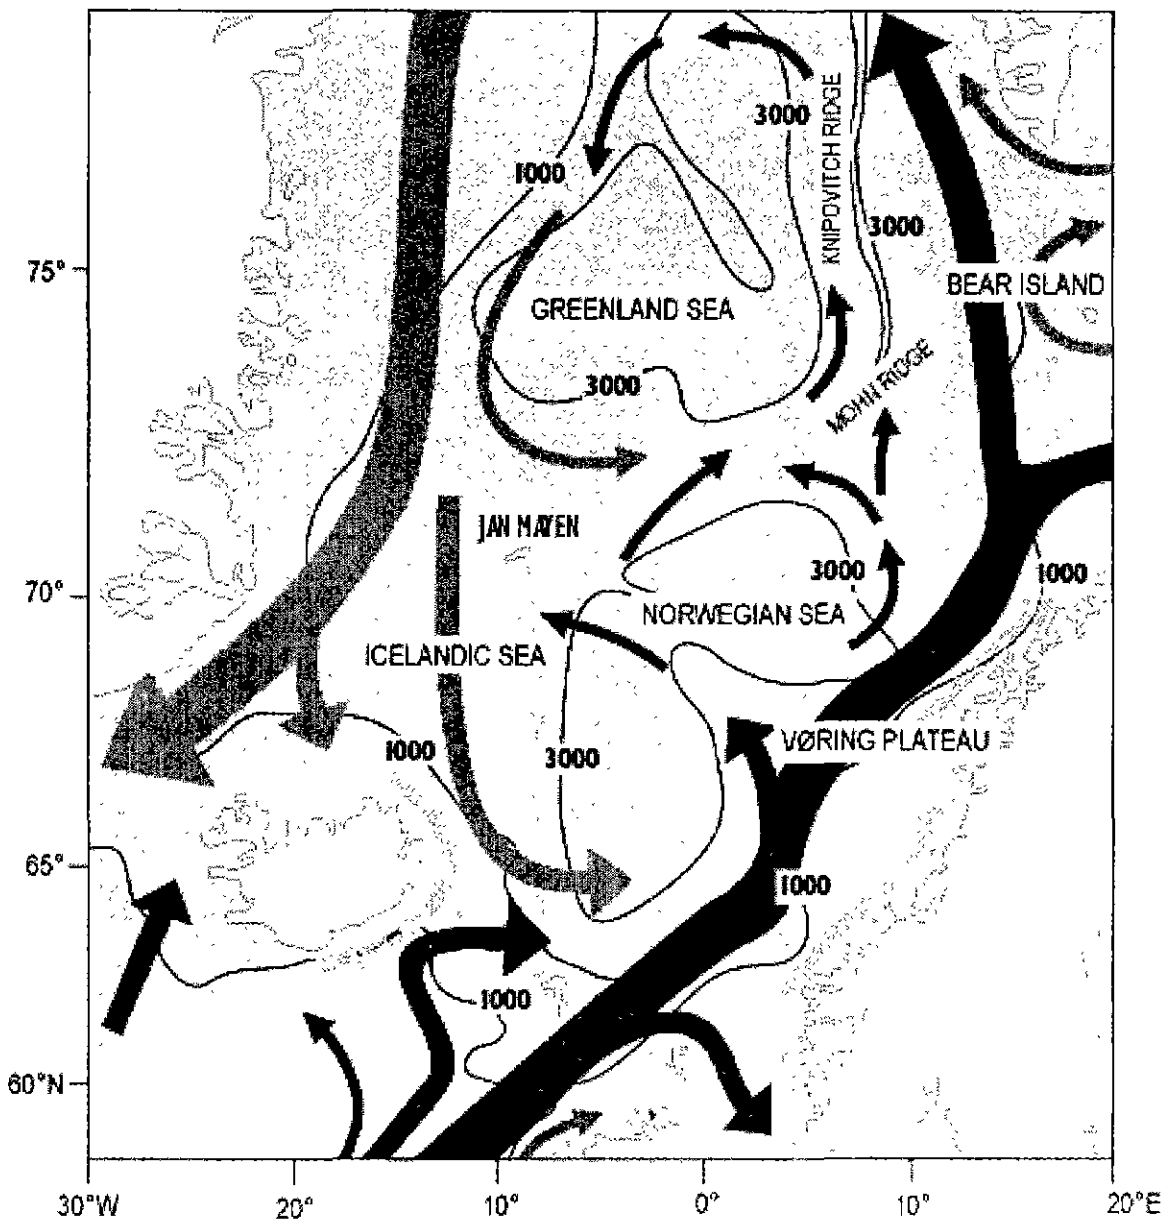 3000
KNIPOVITCH RIDGE
1000
3000
75°
BEAR ISLAND
GREENLAND SEA
3000
MOHN RIDGE
JAN MAYEN
70°
3000
1000
NORWEGIAN SEA
ICELANDIC SEA
1000
3000
VØRING PLATEAU
65°
1000
1000
60°N
30°W
20°
10°
0°
10°
20°E